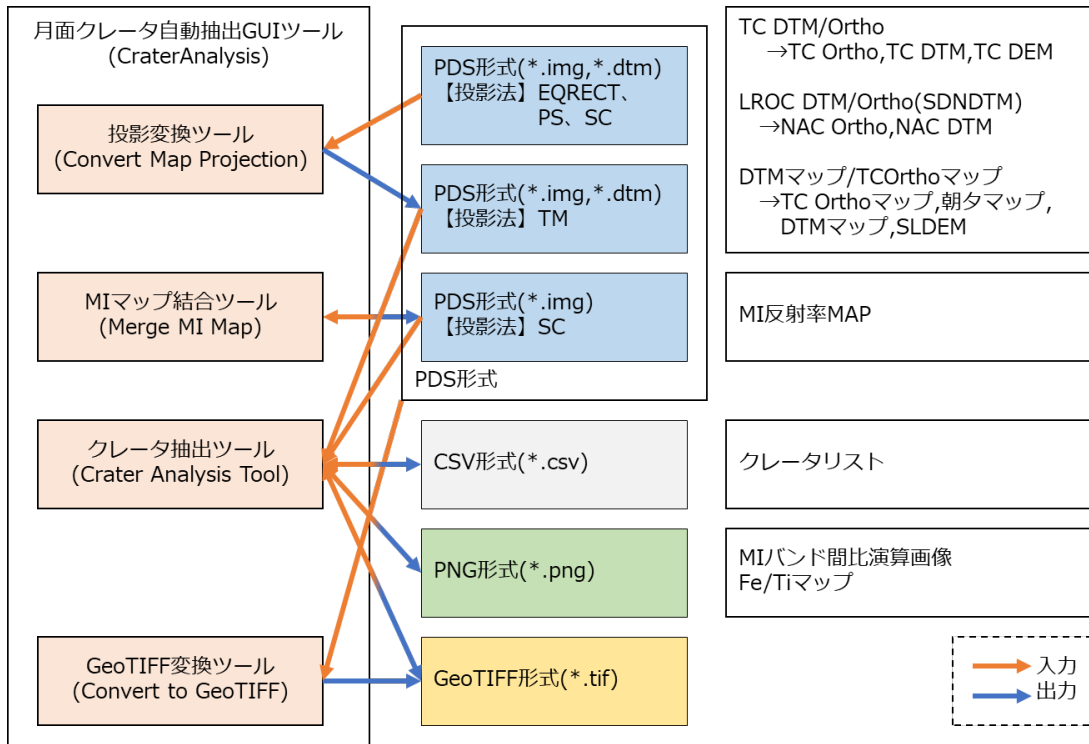 月面クレータ自動抽出GUIツール
(CraterAnalysis)
投影変換ツール
(Convert Map Projection)
MIマップ結合ツール
(Merge MI Map)
クレータ抽出ツール
(Crater Analysis Tool)
GeoTIFF変換ツール
(Convert to GeoTIFF)
PDS形式(*.img,*.dtm)
【投影法】EQRECT、
PS、SC
PDS形式(*.img,*.dtm)
【投影法】TM
PDS形式(*.img)
【投影法】SC
PDS形式
CSV形式(*.csv)
PNG形式(*.png)
GeoTIFF形式(*.tif)
TC DTM/Ortho
→TC Ortho,TC DTM,TC DEM
LROC DTM/Ortho(SDNDTM)
→NAC Ortho,NAC DTM
DTMマップ/TCOrthoマップ
→TC Orthoマップ,朝夕マップ,
DTMマップ,SLDEM
MI反射率MAP
クレータリスト
MIバンド間比演算画像
Fe/Tiマップ
入力
出力